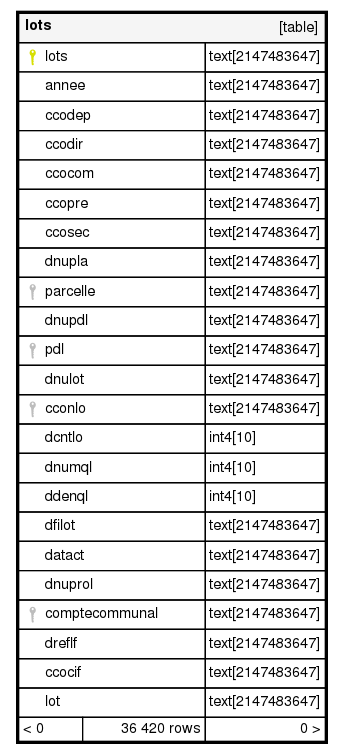 lots [table]
lots text[2147483647]
annee text[2147483647]
ccodep text[2147483647]
ccodir text[2147483647]
ccocom text[2147483647]
ccopre text[2147483647]
ccosec text[2147483647]
dnupla text[2147483647]
parcelle text[2147483647]
dnupdl text[2147483647]
pdl text[2147483647]
dnulot text[2147483647]
cconlo text[2147483647]
dcntlo int4[10]
dnumql int4[10]
ddenql int4[10]
dfilot text[2147483647]
datact text[2147483647]
dnuprol text[2147483647]
comptecommunal text[2147483647]
dreflf text[2147483647]
ccocif text[2147483647]
lot text[2147483647]
< 0 36 420 rows 0 >